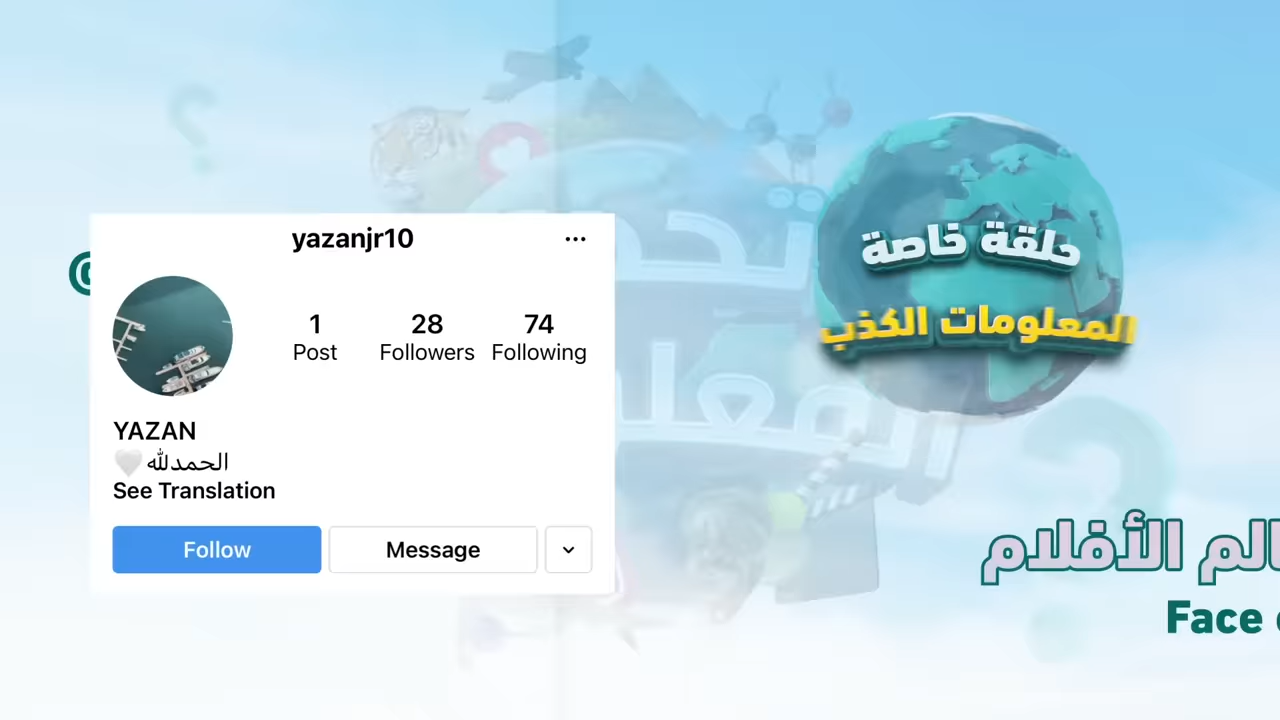 yazanjr10
1 28 74
Post Followers Following
YAZAN
الحمدلله🤍
See Translation
Follow Message
حلقة خاصة
المعلومات الكذب
الأفلام
Face
@